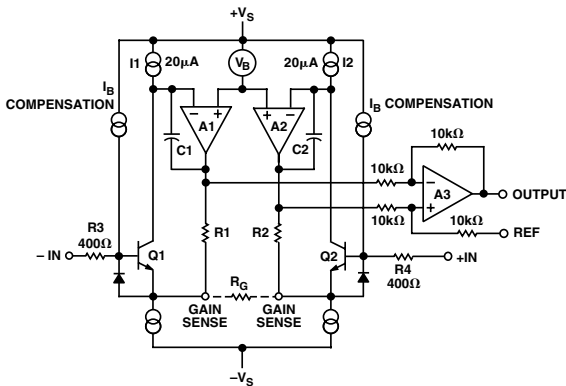 +VS
I1 20µA VB 20µA I2
IB
COMPENSATION
IB COMPENSATION
− + + −
A1 A2
C1 C2
10kΩ
10kΩ
−
A3
+
OUTPUT
10kΩ 10kΩ
REF
R3
400Ω
R1 R2
− IN
Q1 Q2
+IN
R4
400Ω
RG
GAIN
SENSE
GAIN
SENSE
−VS